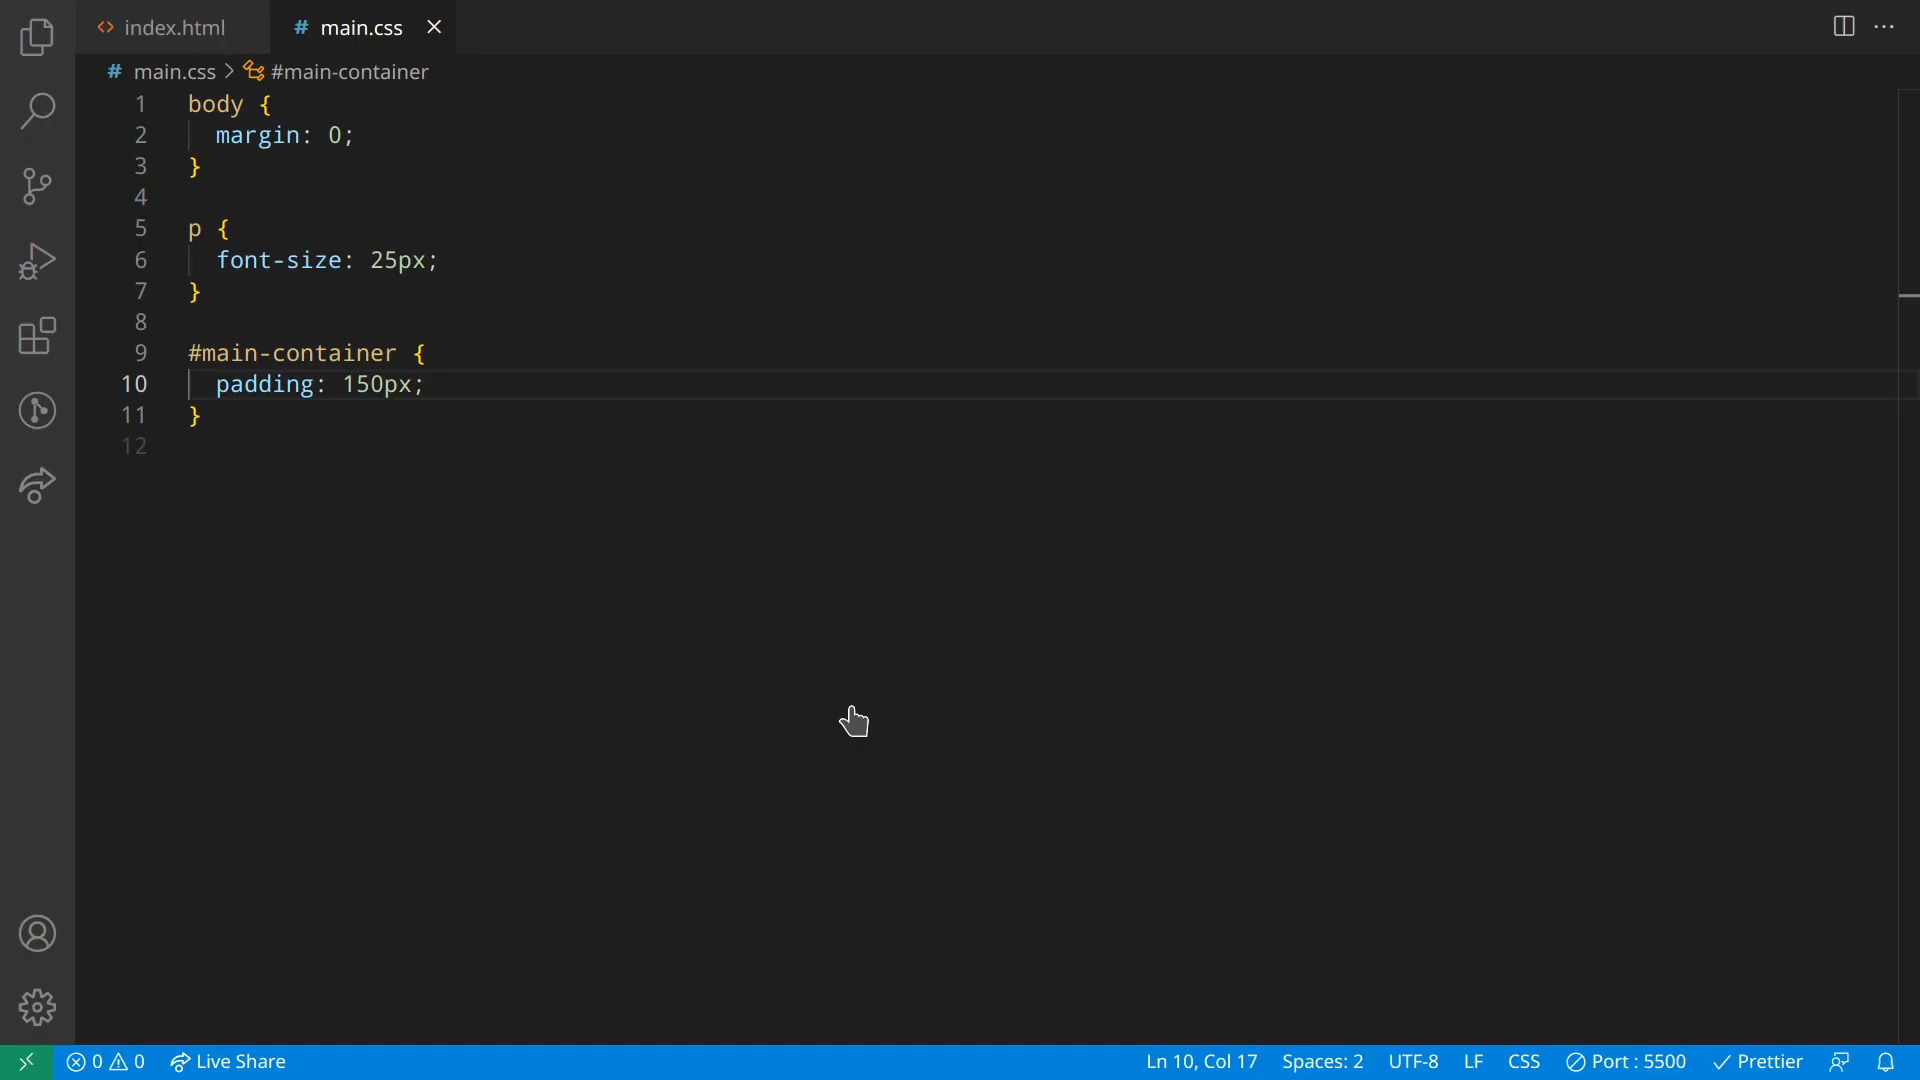 index.html
# main.css
# main.css > #main-container
1 body {
2 margin: 0;
3 }
4
5 p {
6 font-size: 25px;
7 }
8
9 #main-container {
10 padding: 150px;
11 }
12
0 0 Live Share Ln 10, Col 17 Spaces: 2 UTF-8 LF CSS Port : 5500 Prettier